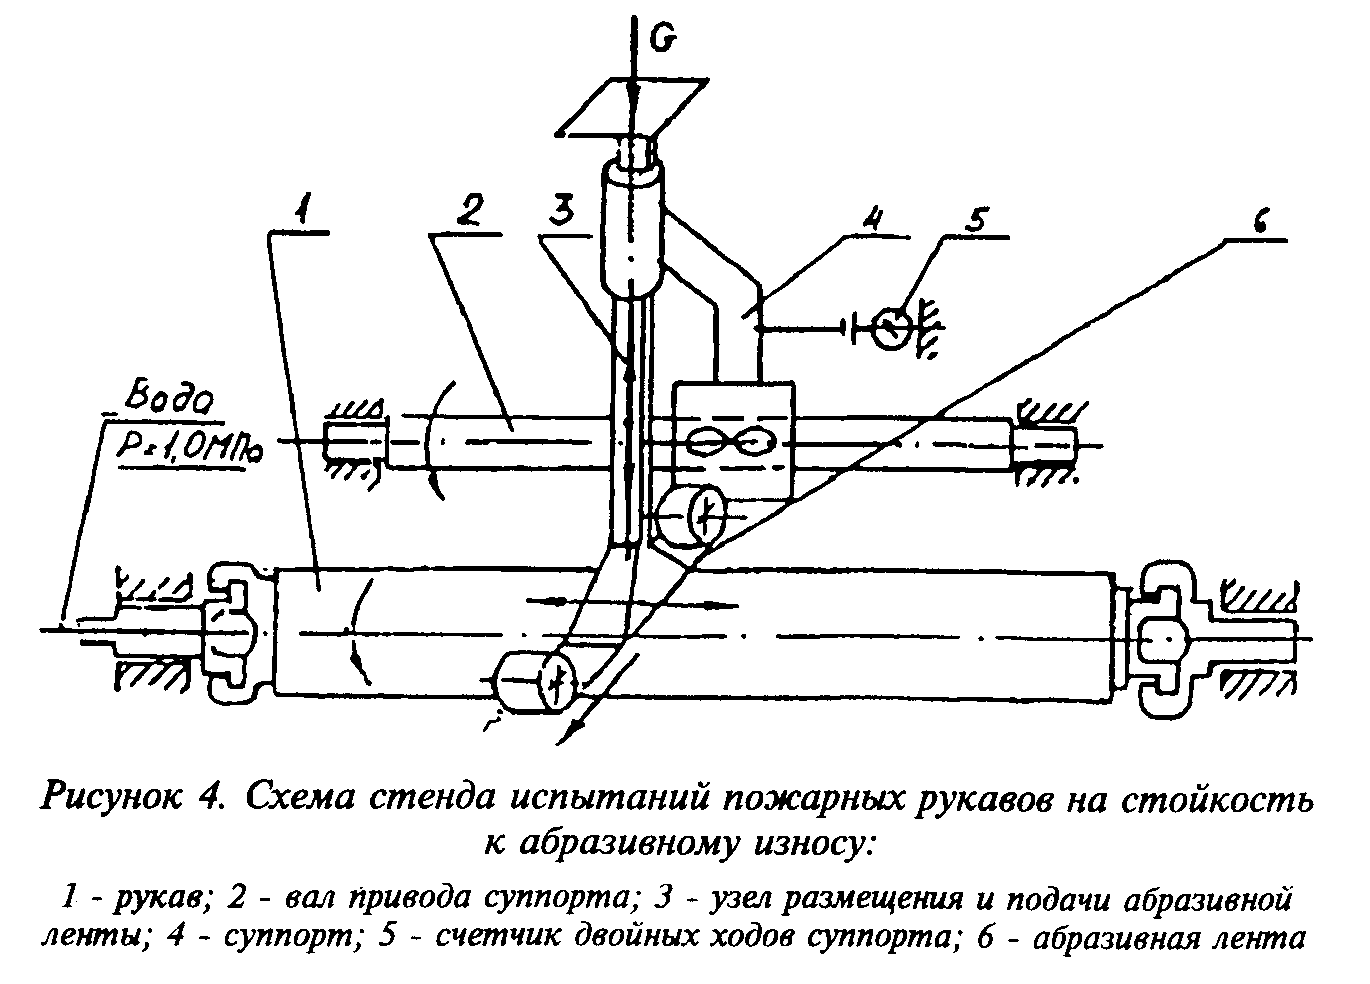 G
1
2
3
4
5
6
Вода
P=1,0 МПа
Рисунок 4. Схема стенда испытаний пожарных рукавов на стойкость
к абразивному износу:
1 - рукав; 2 - вал привода суппорта; 3 - узел размещения и подачи абразивной
ленты; 4 - суппорт; 5 - счетчик двойных ходов суппорта; 6 - абразивная лента